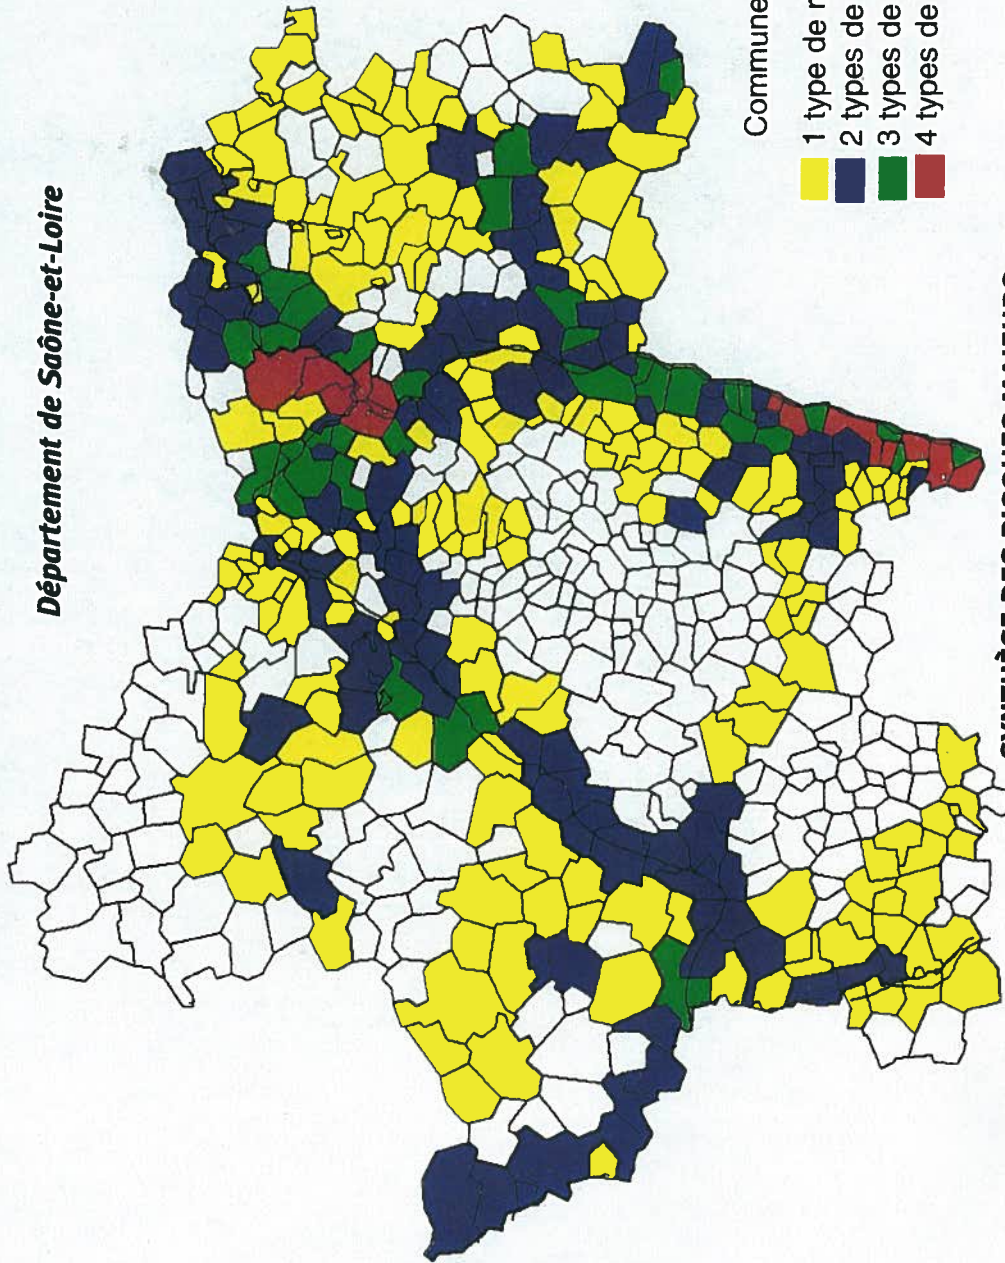 Département de Saône-et-Loire
Commune
1 type de r
2 types de
3 types de
4 types de